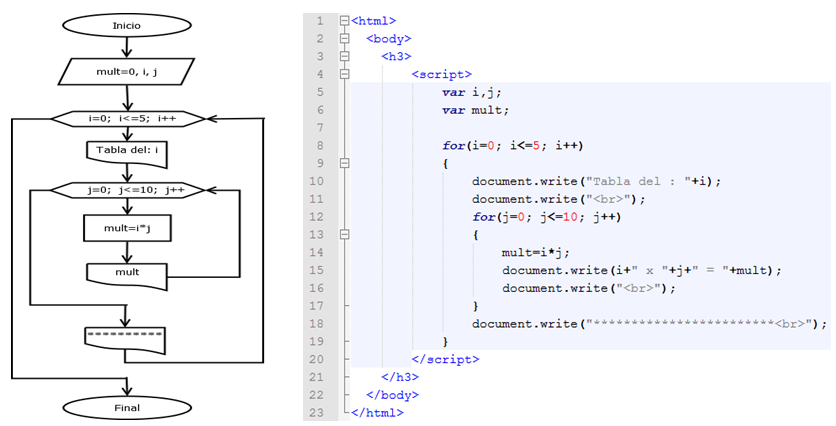 Inicio
mult=0, i, j
i=0; i<=5; i++
Tabla del: i
j=0; j<=10; j++
mult=i*j
mult
Final
1 <html>
2 <body>
3 <h3>
4 <script>
5 var i,j;
6 var mult;
7
8 for(i=0; i<=5; i++)
9 {
10 document.write("Tabla del : "+i);
11 document.write("<br>");
12 for(j=0; j<=10; j++)
13 {
14 mult=i*j;
15 document.write(i+" x "+j+" = "+mult);
16 document.write("<br>");
17 }
18 document.write("************************<br>");
19 }
20 </script>
21 </h3>
22 </body>
23 </html>